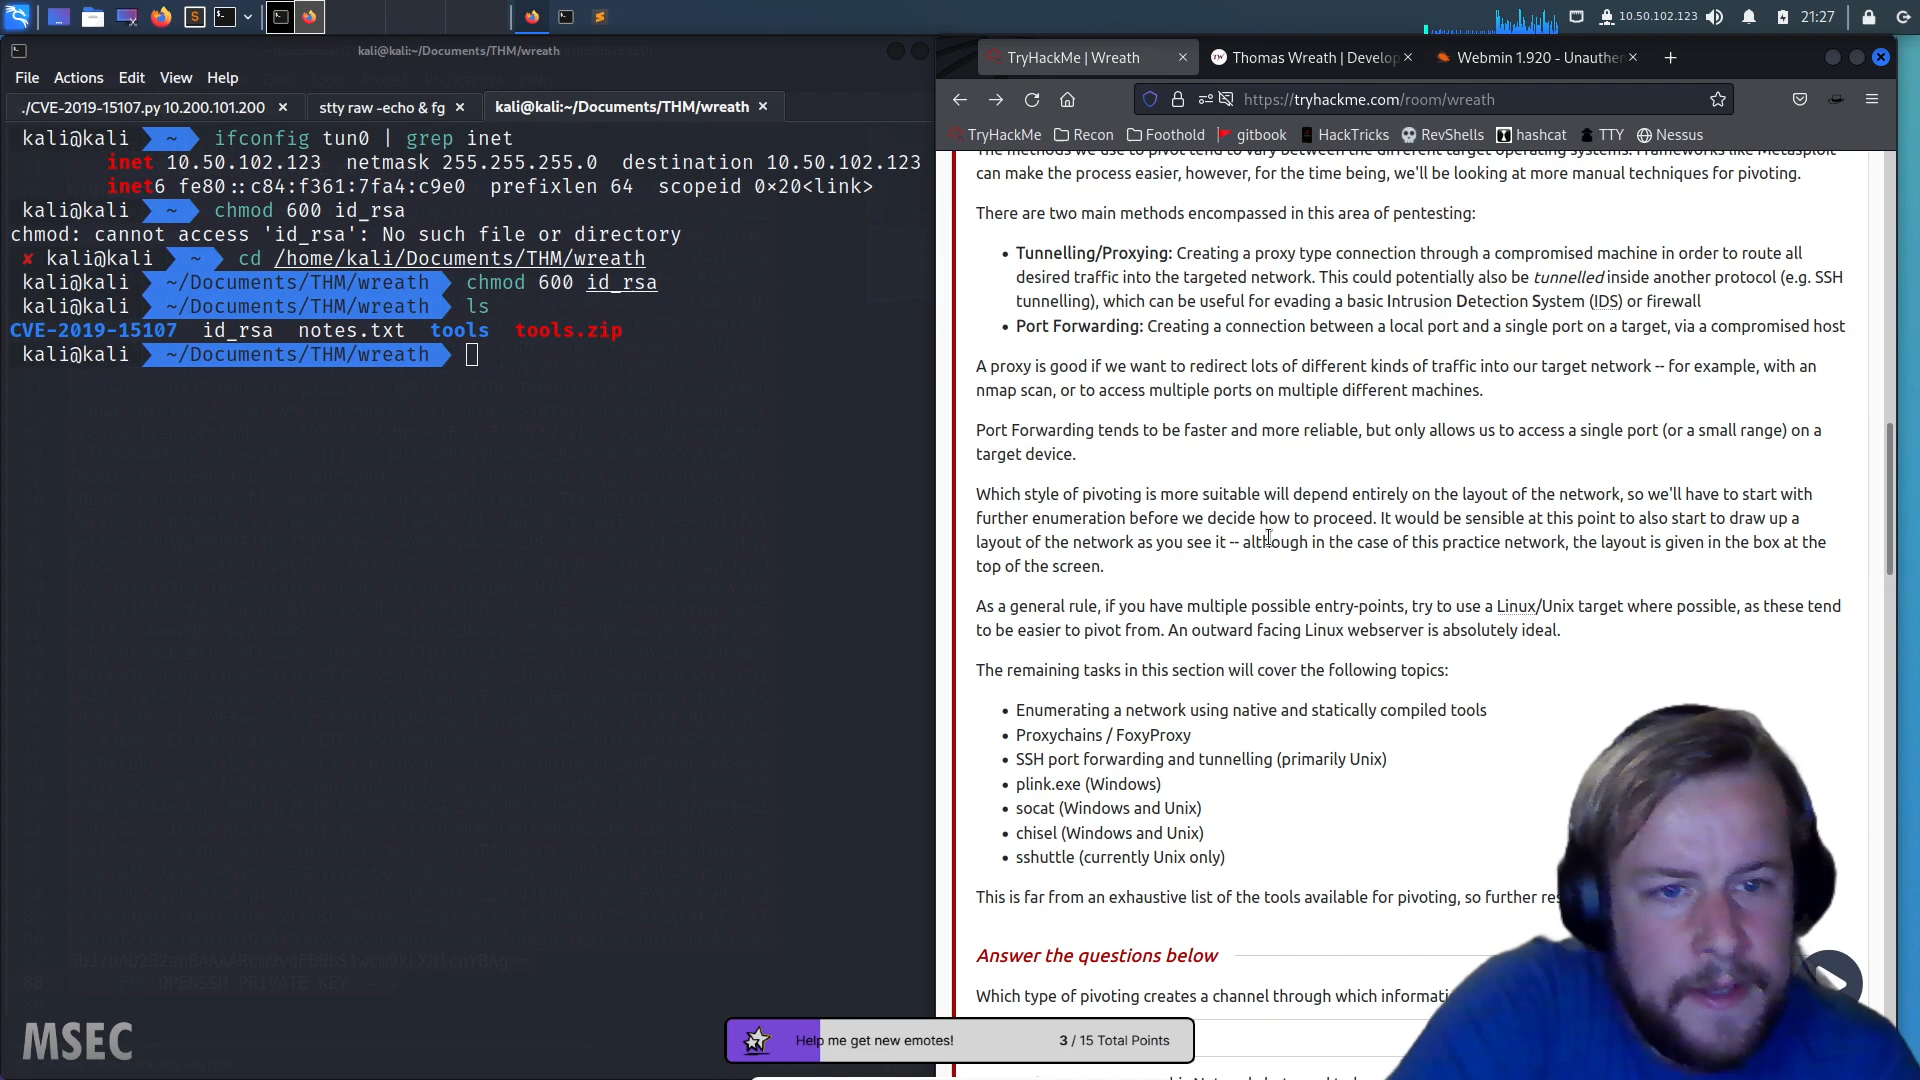 10.50.102.123
21:27
kali@kali:~/Documents/THM/wreath
File Actions Edit View Help
./CVE-2019-15107.py 10.200.101.200
stty raw -echo & fg
kali@kali:~/Documents/THM/wreath
kali@kali ~ ifconfig tun0 | grep inet
inet 10.50.102.123 netmask 255.255.255.0 destination 10.50.102.123
inet6 fe80::c84:f361:7fa4:c9e0 prefixlen 64 scopeid 0×20<link>
kali@kali ~ chmod 600 id_rsa
chmod: cannot access 'id_rsa': No such file or directory
✘ kali@kali ~ cd /home/kali/Documents/THM/wreath
kali@kali ~/Documents/THM/wreath chmod 600 id_rsa
kali@kali ~/Documents/THM/wreath ls
CVE-2019-15107 id_rsa notes.txt tools tools.zip
kali@kali ~/Documents/THM/wreath
MSEC
TryHackMe | Wreath
Thomas Wreath | Develop
Webmin 1.920 - Unauthen
https://tryhackme.com/room/wreath
TryHackMe Recon Foothold gitbook HackTricks RevShells hashcat TTY Nessus
The methods we use to pivot tend to vary between the different target operating systems. Frameworks like Metasploit
can make the process easier, however, for the time being, we'll be looking at more manual techniques for pivoting.
There are two main methods encompassed in this area of pentesting:
• Tunnelling/Proxying: Creating a proxy type connection through a compromised machine in order to route all
desired traffic into the targeted network. This could potentially also be tunnelled inside another protocol (e.g. SSH
tunnelling), which can be useful for evading a basic Intrusion Detection System (IDS) or firewall
• Port Forwarding: Creating a connection between a local port and a single port on a target, via a compromised host
A proxy is good if we want to redirect lots of different kinds of traffic into our target network -- for example, with an
nmap scan, or to access multiple ports on multiple different machines.
Port Forwarding tends to be faster and more reliable, but only allows us to access a single port (or a small range) on a
target device.
Which style of pivoting is more suitable will depend entirely on the layout of the network, so we'll have to start with
further enumeration before we decide how to proceed. It would be sensible at this point to also start to draw up a
layout of the network as you see it -- although in the case of this practice network, the layout is given in the box at the
top of the screen.
As a general rule, if you have multiple possible entry-points, try to use a Linux/Unix target where possible, as these tend
to be easier to pivot from. An outward facing Linux webserver is absolutely ideal.
The remaining tasks in this section will cover the following topics:
• Enumerating a network using native and statically compiled tools
• Proxychains / FoxyProxy
• SSH port forwarding and tunnelling (primarily Unix)
• plink.exe (Windows)
• socat (Windows and Unix)
• chisel (Windows and Unix)
• sshuttle (currently Unix only)
This is far from an exhaustive list of the tools available for pivoting, so further res
Answer the questions below
Which type of pivoting creates a channel through which informati
Help me get new emotes! 3 / 15 Total Points